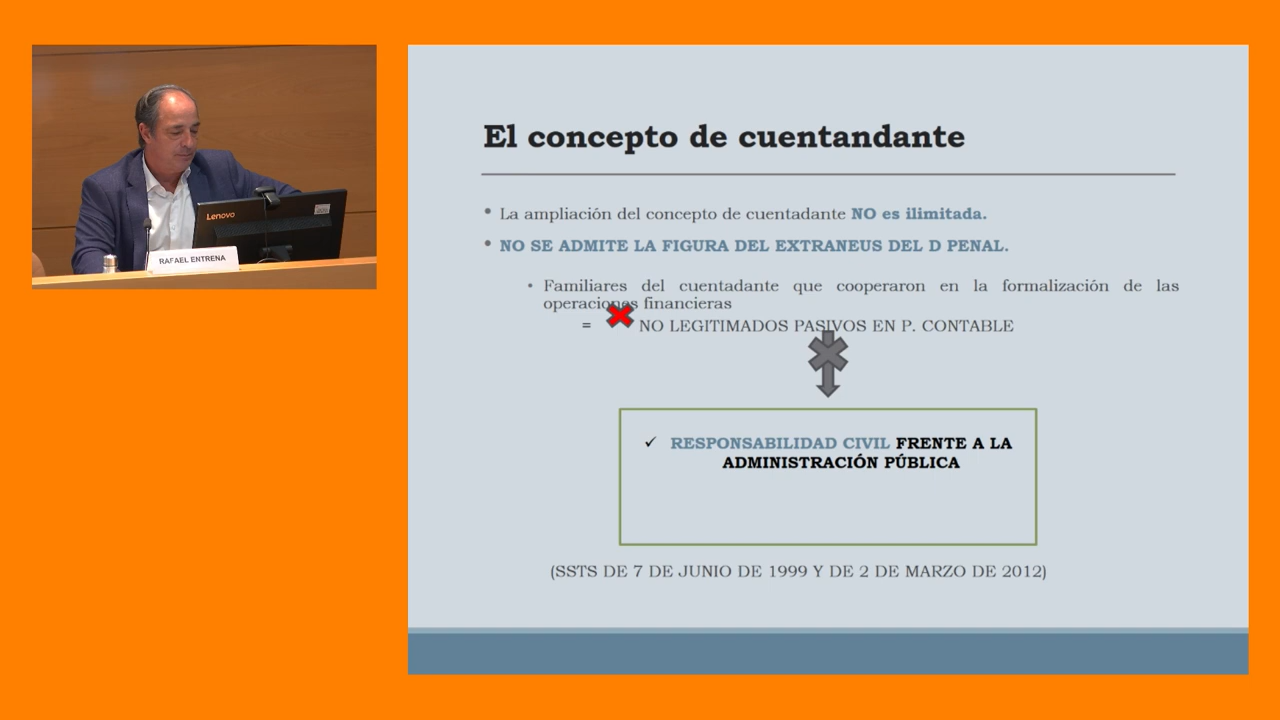 Lenovo
RAFAEL ENTRENA
El concepto de cuentandante
• La ampliación del concepto de cuentadante NO es ilimitada.
• NO SE ADMITE LA FIGURA DEL EXTRANEUS DEL D PENAL.
• Familiares del cuentadante que cooperaron en la formalización de las
operaciones financieras
= NO LEGITIMADOS PASIVOS EN P. CONTABLE
✓ RESPONSABILIDAD CIVIL FRENTE A LA
ADMINISTRACIÓN PÚBLICA
(SSTS DE 7 DE JUNIO DE 1999 Y DE 2 DE MARZO DE 2012)